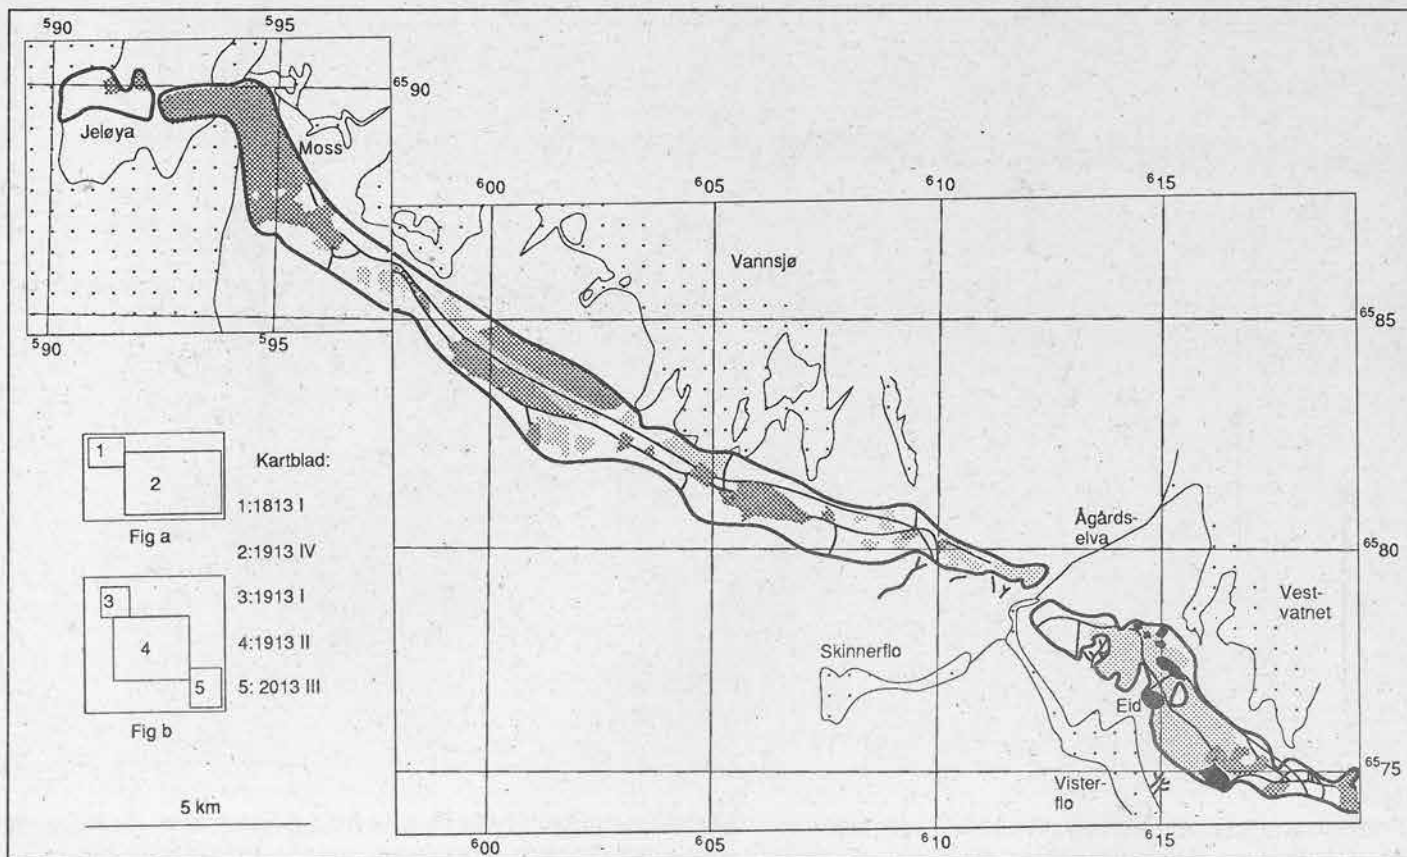 590 595
6590
Jeløya
Moss
600 605 610 615
Vannsjø
6585
590 595
1
2
Fig a
Kartblad:
1:1813 I
2:1913 IV
3:1913 I
4:1913 II
5: 2013 III
3
4
5
Fig b
Ågårds-
elva
6580
Vest-
vatnet
Skinnerflo
Eid
6575
Vister-
flo
5 km
600 605 610 615